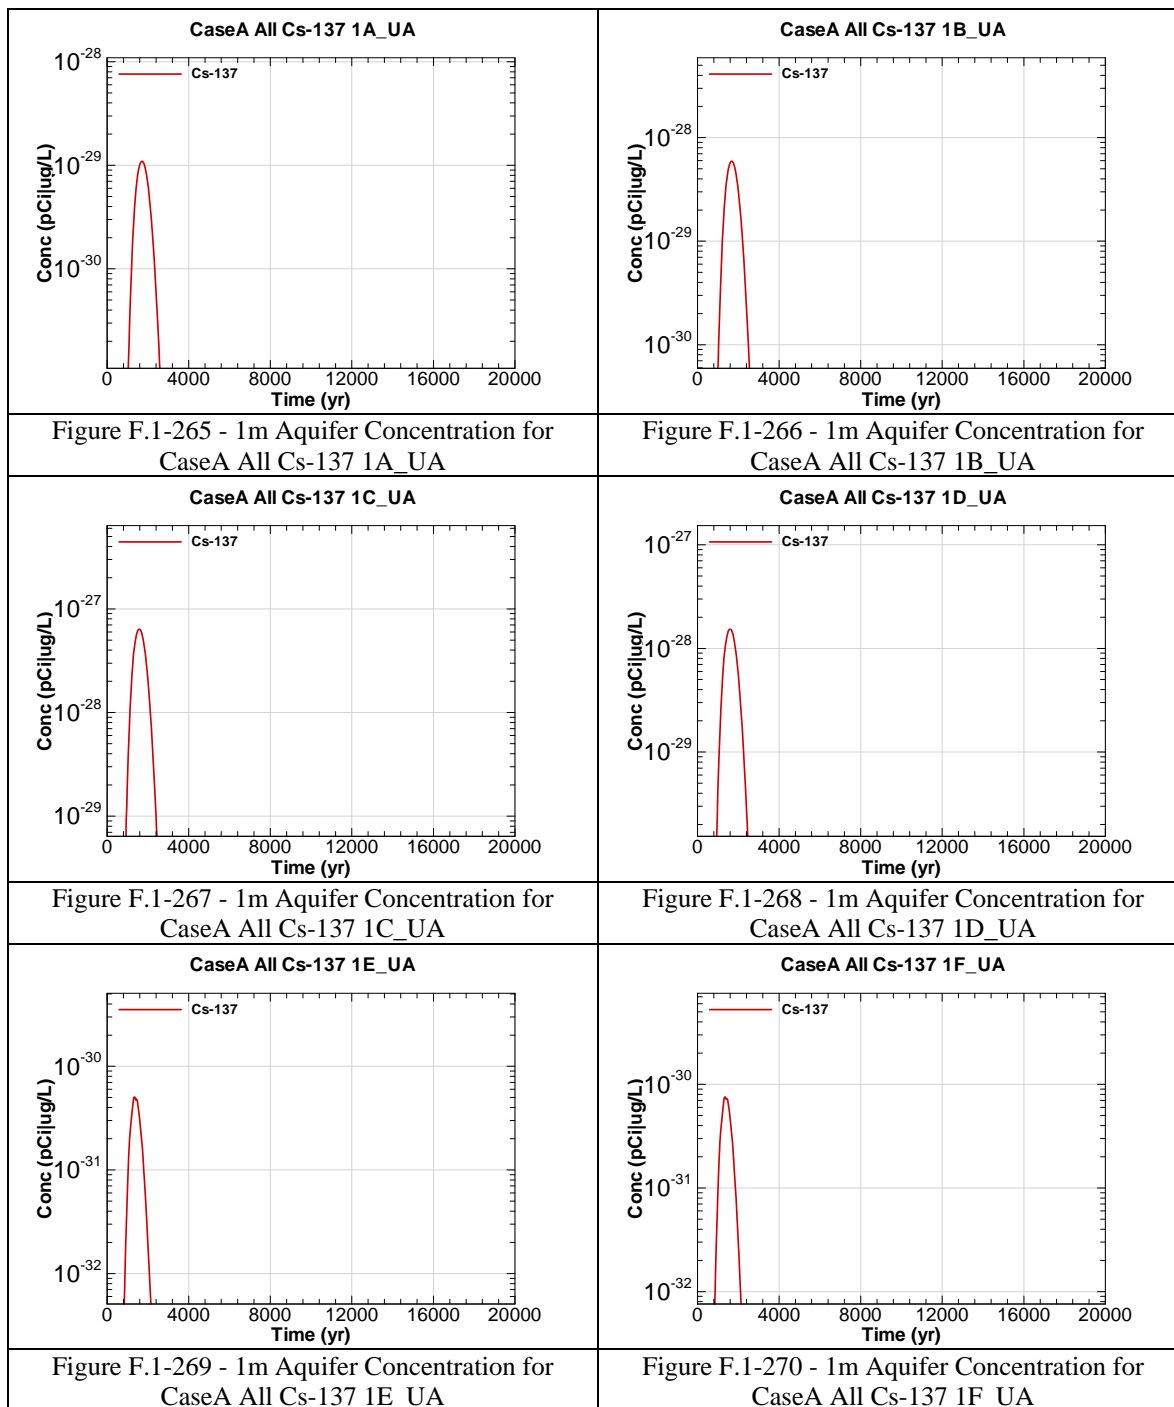 CaseA All Cs-137 1A_UA
Cs-137
10-28
10-29
10-30
Conc (pCi|ug/L)
0 4000 8000 12000 16000 20000
Time (yr)
Figure F.1-265 - 1m Aquifer Concentration for
CaseA All Cs-137 1A_UA
CaseA All Cs-137 1B_UA
Cs-137
10-28
10-29
10-30
Conc (pCi|ug/L)
0 4000 8000 12000 16000 20000
Time (yr)
Figure F.1-266 - 1m Aquifer Concentration for
CaseA All Cs-137 1B_UA
CaseA All Cs-137 1C_UA
Cs-137
10-27
10-28
10-29
Conc (pCi|ug/L)
0 4000 8000 12000 16000 20000
Time (yr)
Figure F.1-267 - 1m Aquifer Concentration for
CaseA All Cs-137 1C_UA
CaseA All Cs-137 1D_UA
Cs-137
10-27
10-28
10-29
Conc (pCi|ug/L)
0 4000 8000 12000 16000 20000
Time (yr)
Figure F.1-268 - 1m Aquifer Concentration for
CaseA All Cs-137 1D_UA
CaseA All Cs-137 1E_UA
Cs-137
10-30
10-31
10-32
Conc (pCi|ug/L)
0 4000 8000 12000 16000 20000
Time (yr)
Figure F.1-269 - 1m Aquifer Concentration for
CaseA All Cs-137 1E_UA
CaseA All Cs-137 1F_UA
Cs-137
10-30
10-31
10-32
Conc (pCi|ug/L)
0 4000 8000 12000 16000 20000
Time (yr)
Figure F.1-270 - 1m Aquifer Concentration for
CaseA All Cs-137 1F_UA